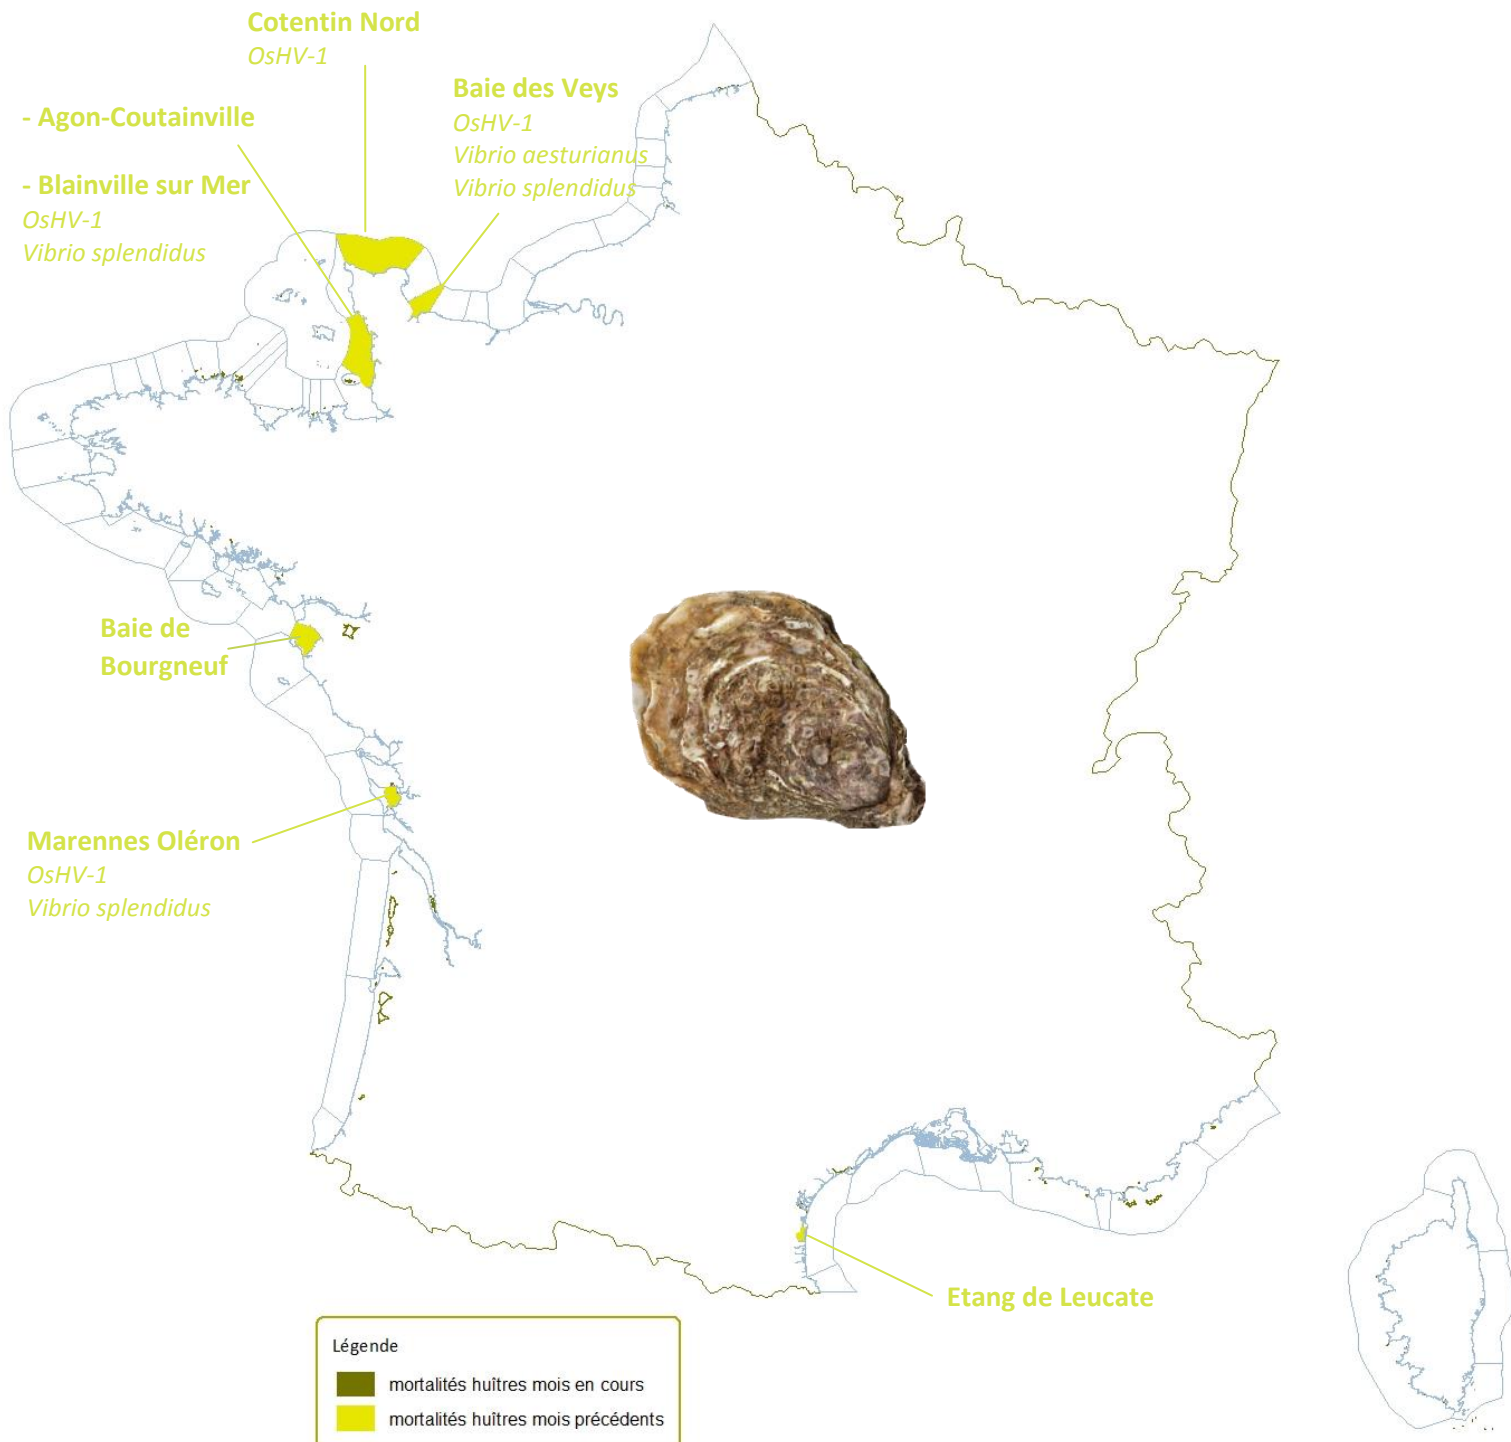 Cotentin Nord
OsHV-1
Baie des Veys
OsHV-1
Vibrio aesturianus
Vibrio splendidus
- Agon-Coutainville
- Blainville sur Mer
OsHV-1
Vibrio splendidus
Baie de
Bourgneuf
Marennes Oléron
OsHV-1
Vibrio splendidus
Etang de Leucate
Légende
mortalités huîtres mois en cours
mortalités huîtres mois précédents